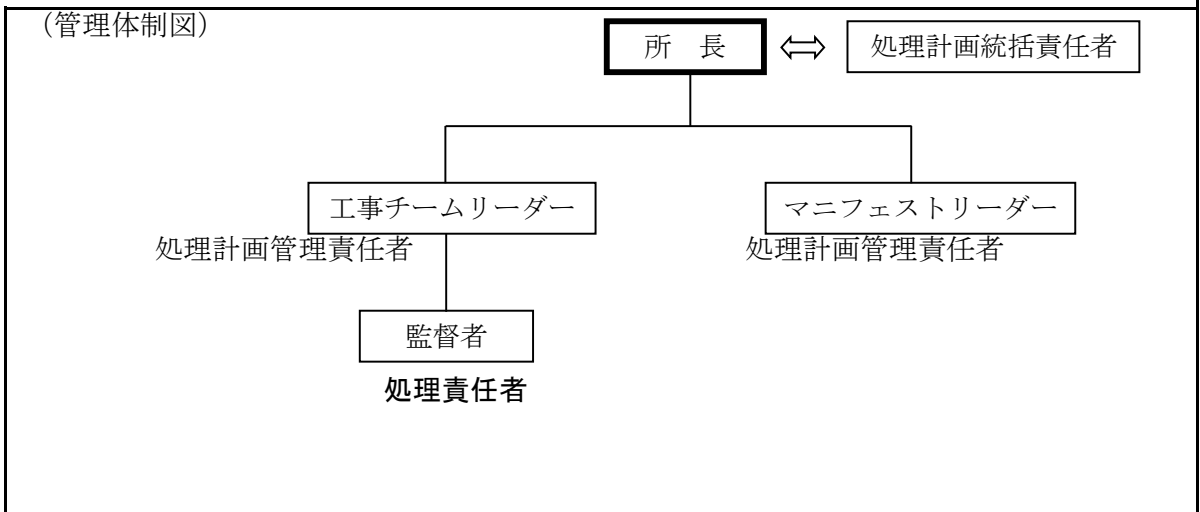 （管理体制図）
所　長
⇔
処理計画統括責任者
工事チームリーダー
マニフェストリーダー
処理計画管理責任者
処理計画管理責任者
監督者
処理責任者